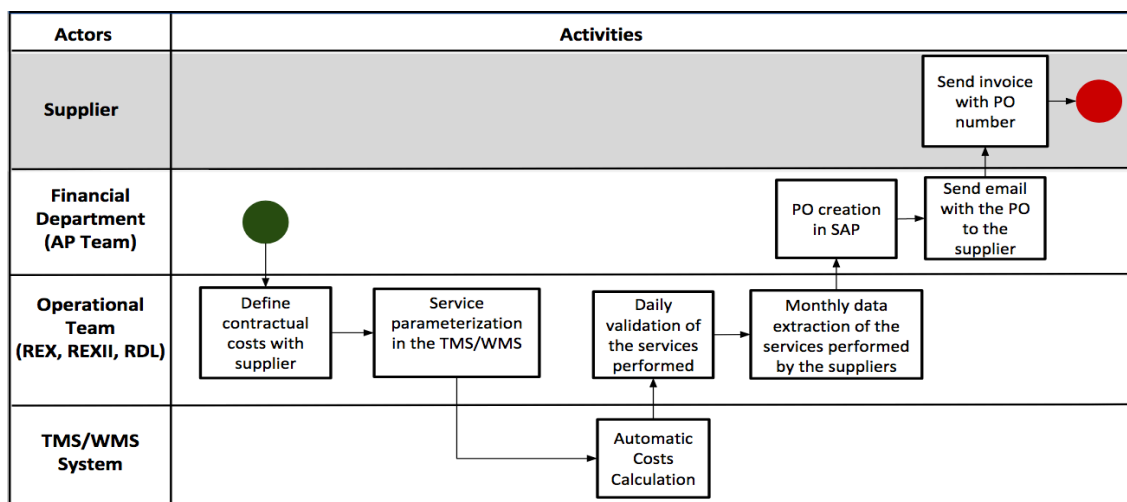 Actors
Activities
Supplier
Send invoice
with PO
number
Financial
Department
(AP Team)
PO creation
in SAP
Send email
with the PO
to the
supplier
Operational
Team
(REX, REXII, RDL)
Define
contractual
costs with
supplier
Service
parameterization
in the TMS/WMS
Daily
validation of
the services
performed
Monthly data
extraction of the
services performed
by the suppliers
TMS/WMS
System
Automatic
Costs
Calculation